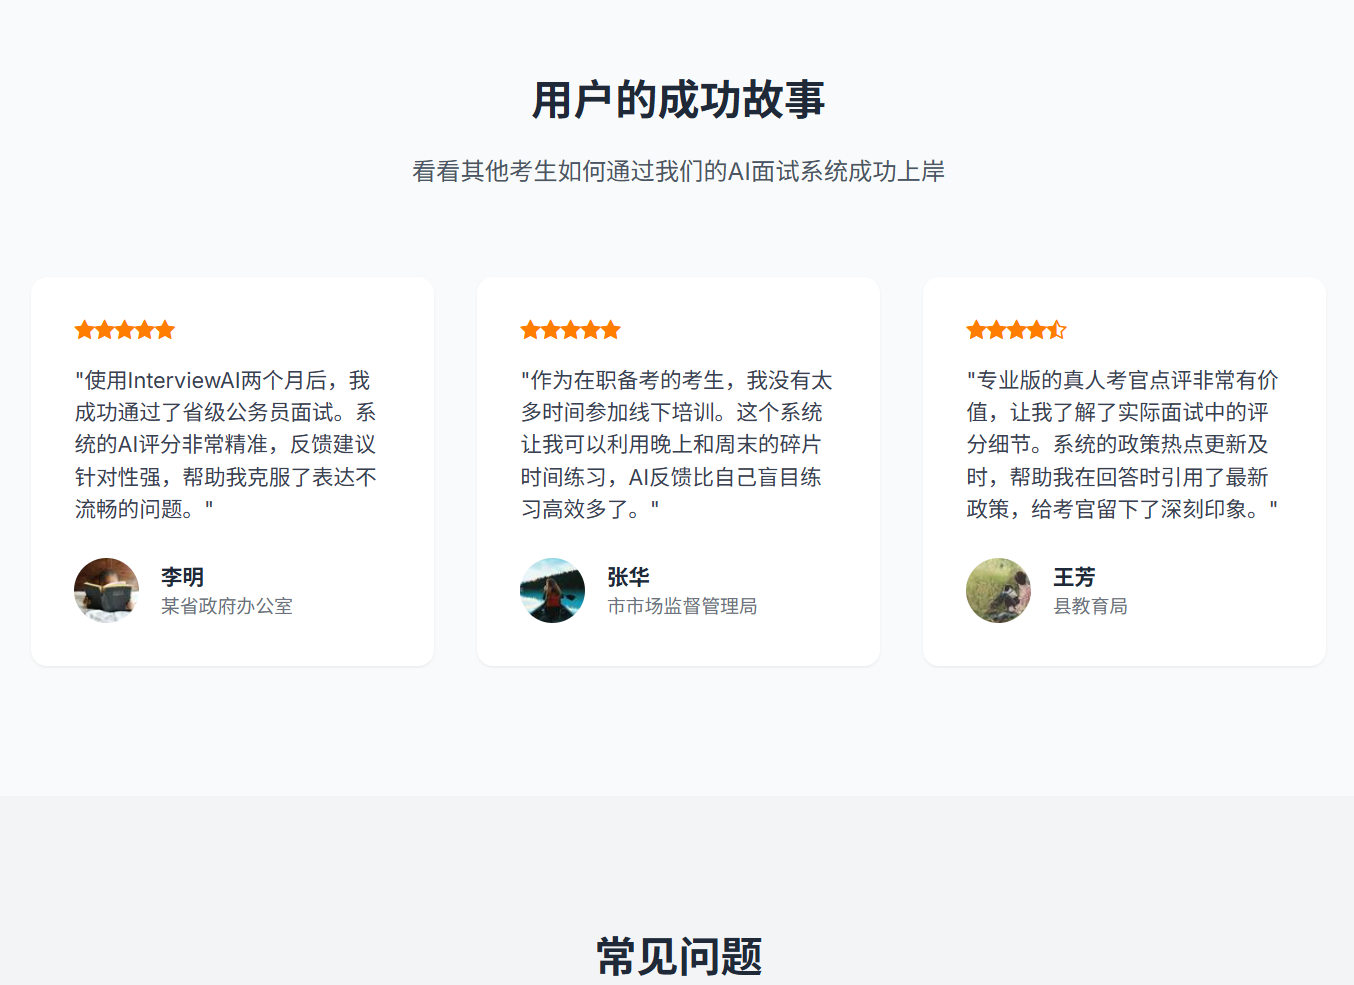 用户的成功故事
看看其他考生如何通过我们的AI面试系统成功上岸
"使用InterviewAI两个月后，我
成功通过了省级公务员面试。系
统的AI评分非常精准，反馈建议
针对性强，帮助我克服了表达不
流畅的问题。"
李明
某省政府办公室
"作为在职备考的考生，我没有太
多时间参加线下培训。这个系统
让我可以利用晚上和周末的碎片
时间练习，AI反馈比自己盲目练
习高效多了。"
张华
市市场监督管理局
"专业版的真人考官点评非常有价
值，让我了解了实际面试中的评
分细节。系统的政策热点更新及
时，帮助我在回答时引用了最新
政策，给考官留下了深刻印象。"
王芳
县教育局
常见问题